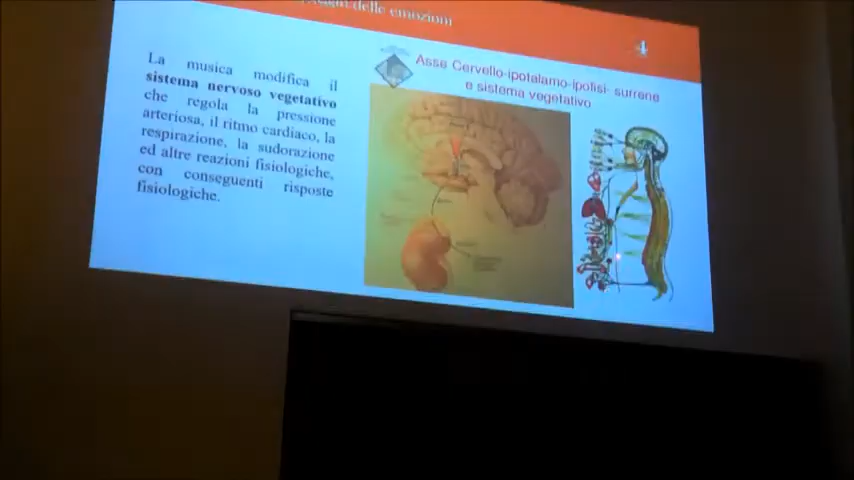 delle emozioni
4
La musica modifica il
sistema nervoso vegetativo
che regola la pressione
arteriosa, il ritmo cardiaco, la
respirazione, la sudorazione
ed altre reazioni fisiologiche,
con conseguenti risposte
fisiologiche.
Asse Cervello-ipotalamo-ipofisi- surrene
e sistema vegetativo